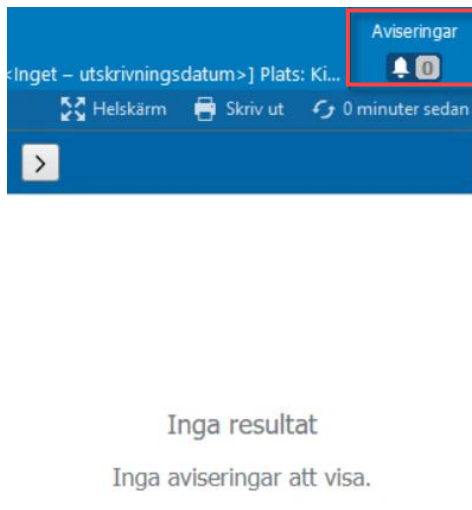 Aviseringar
0
<Inget – utskrivningsdatum>] Plats: Ki...
Helskärm Skriv ut 0 minuter sedan
>
Inga resultat
Inga aviseringar att visa.